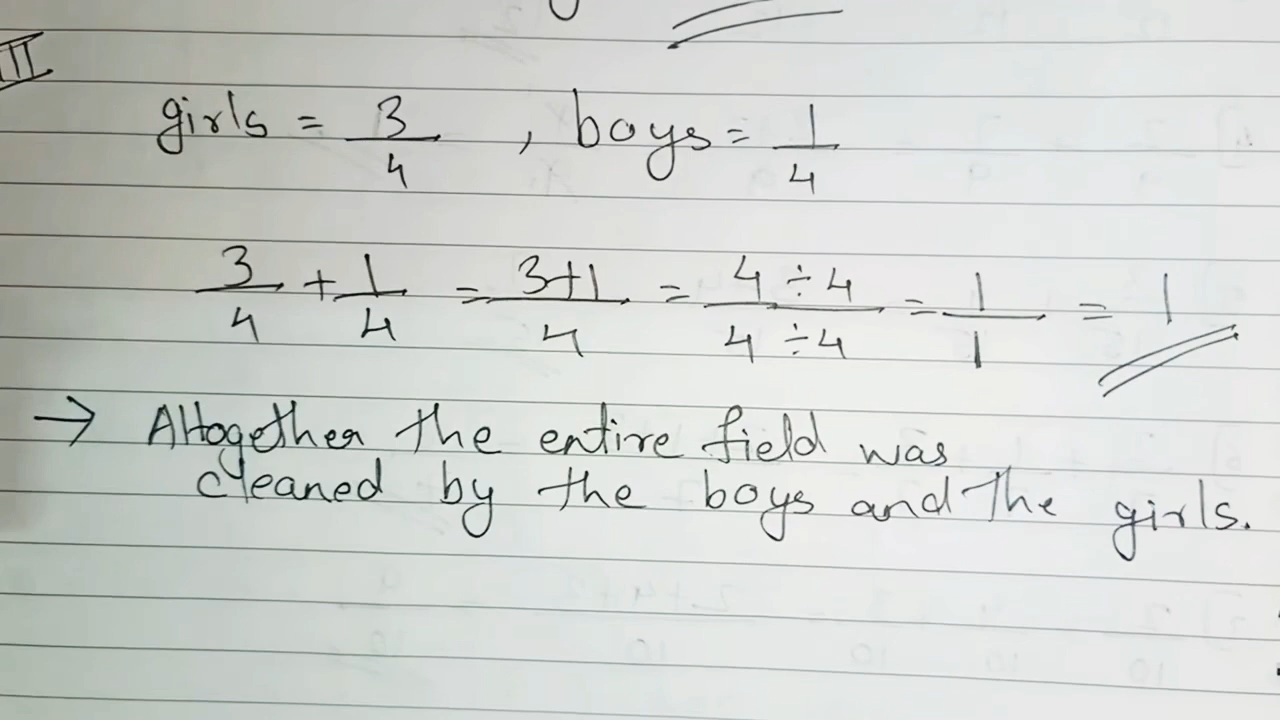 III
girls = 3/4 , boys = 1/4
3/4 + 1/4 = 3+1/4 = 4÷4/4÷4 = 1/1 = 1
→ Altogether the entire field was
cleaned by the boys and the girls.